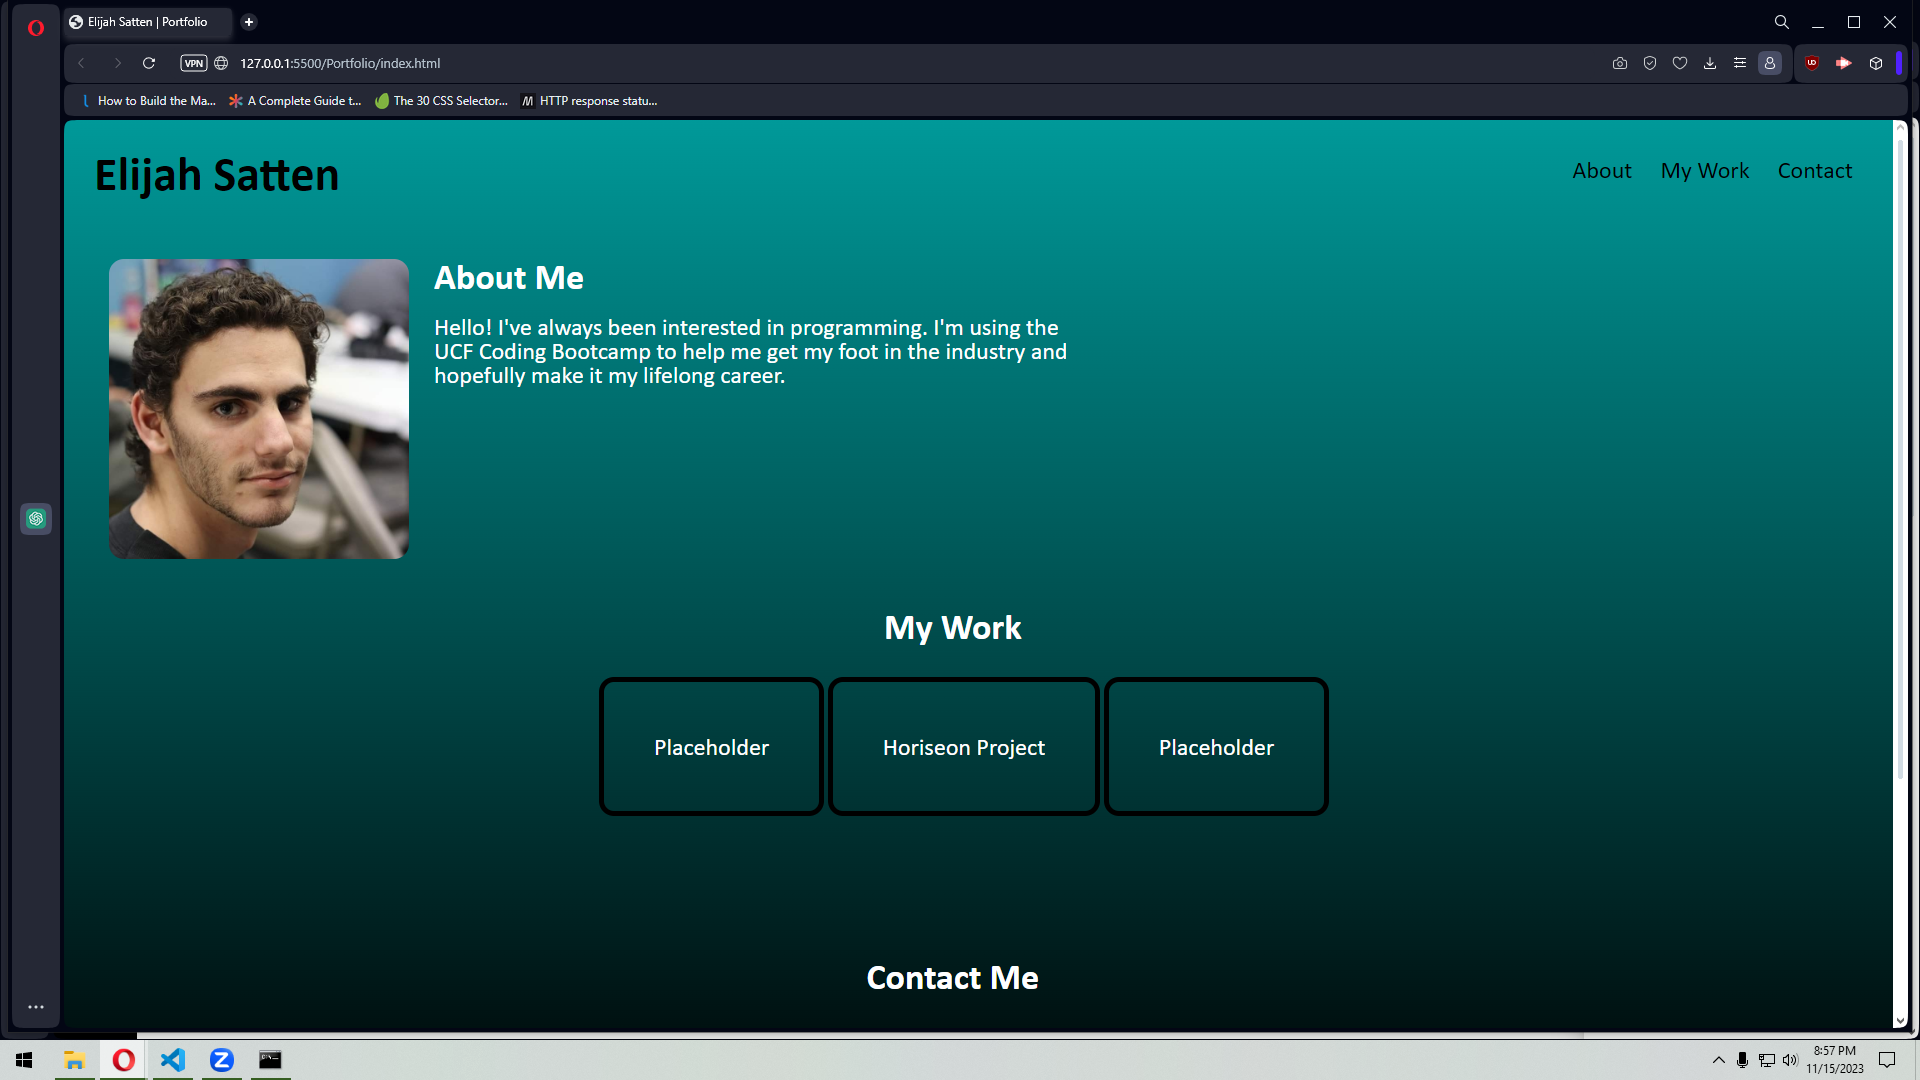 Elijah Satten | Portfolio
VPN 127.0.0.1:5500/Portfolio/index.html
How to Build the Ma... A Complete Guide t... The 30 CSS Selector... HTTP response statu...
Elijah Satten
About My Work Contact
About Me
Hello! I've always been interested in programming. I'm using the
UCF Coding Bootcamp to help me get my foot in the industry and
hopefully make it my lifelong career.
My Work
Placeholder Horiseon Project Placeholder
Contact Me
8:57 PM
11/15/2023